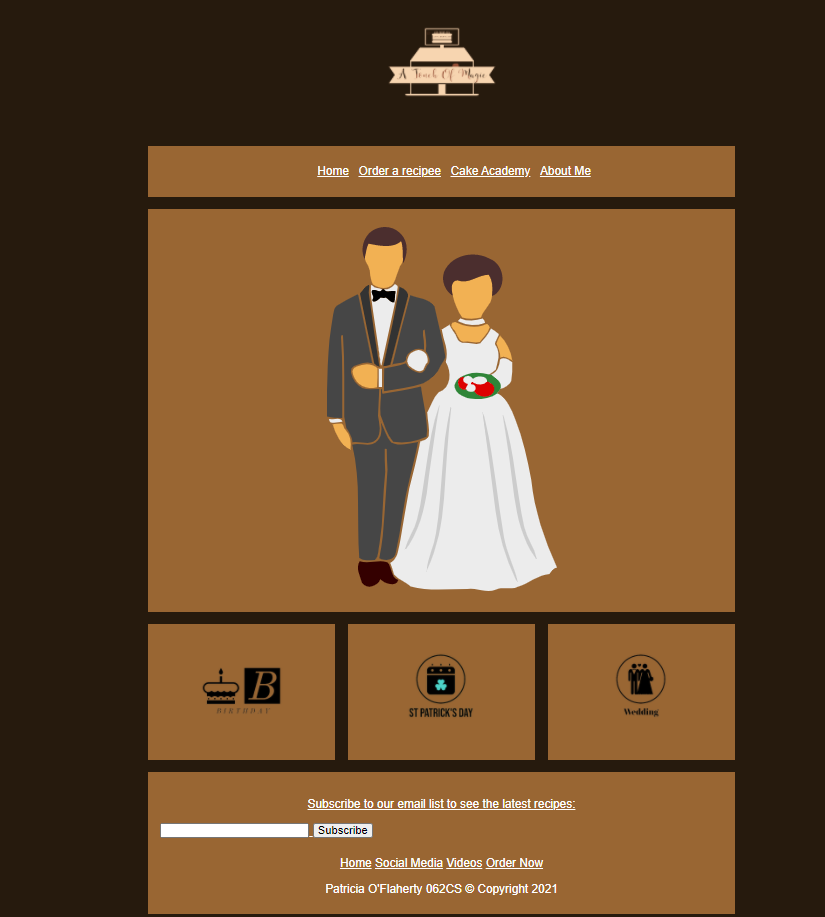 A Touch Of Magic
Home Order a recipee Cake Academy About Me
B
BIRTHDAY
ST PATRICK'S DAY
Wedding
Subscribe to our email list to see the latest recipes:
Subscribe
Home Social Media Videos Order Now
Patricia O'Flaherty 062CS © Copyright 2021